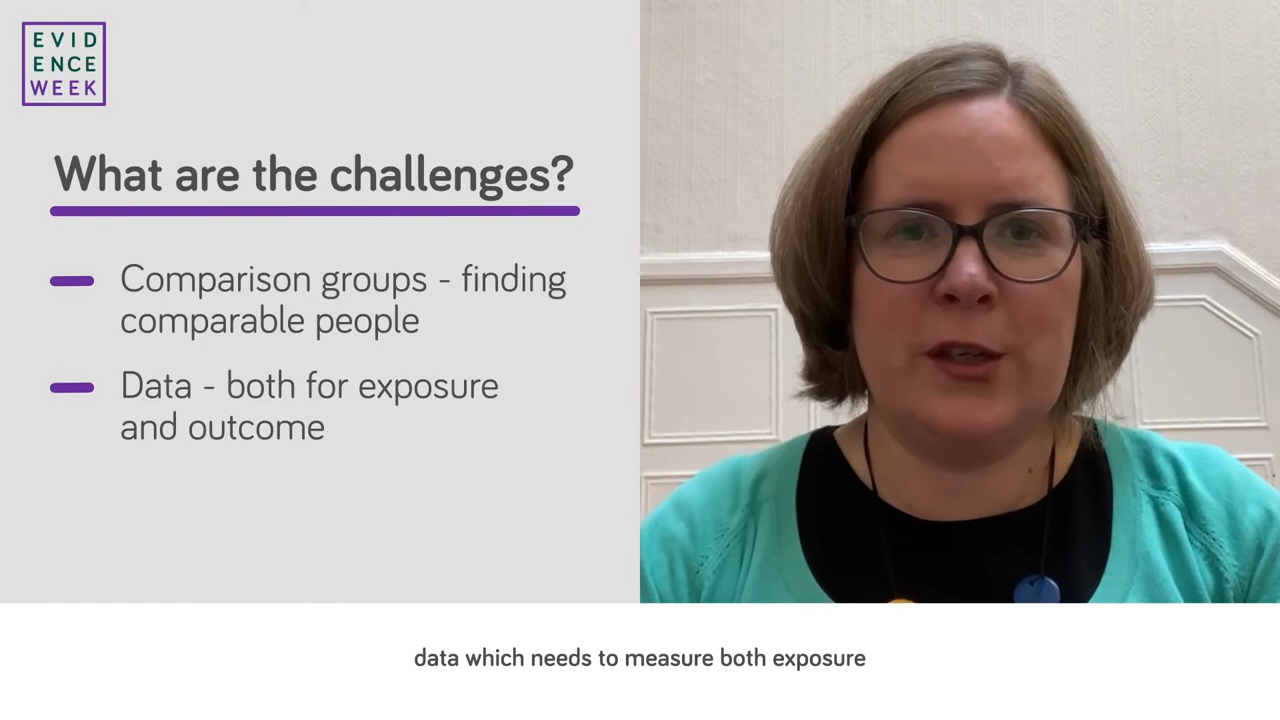 EVID
ENCE
WEEK
What are the challenges?
Comparison groups - finding
comparable people
Data - both for exposure
and outcome
data which needs to measure both exposure